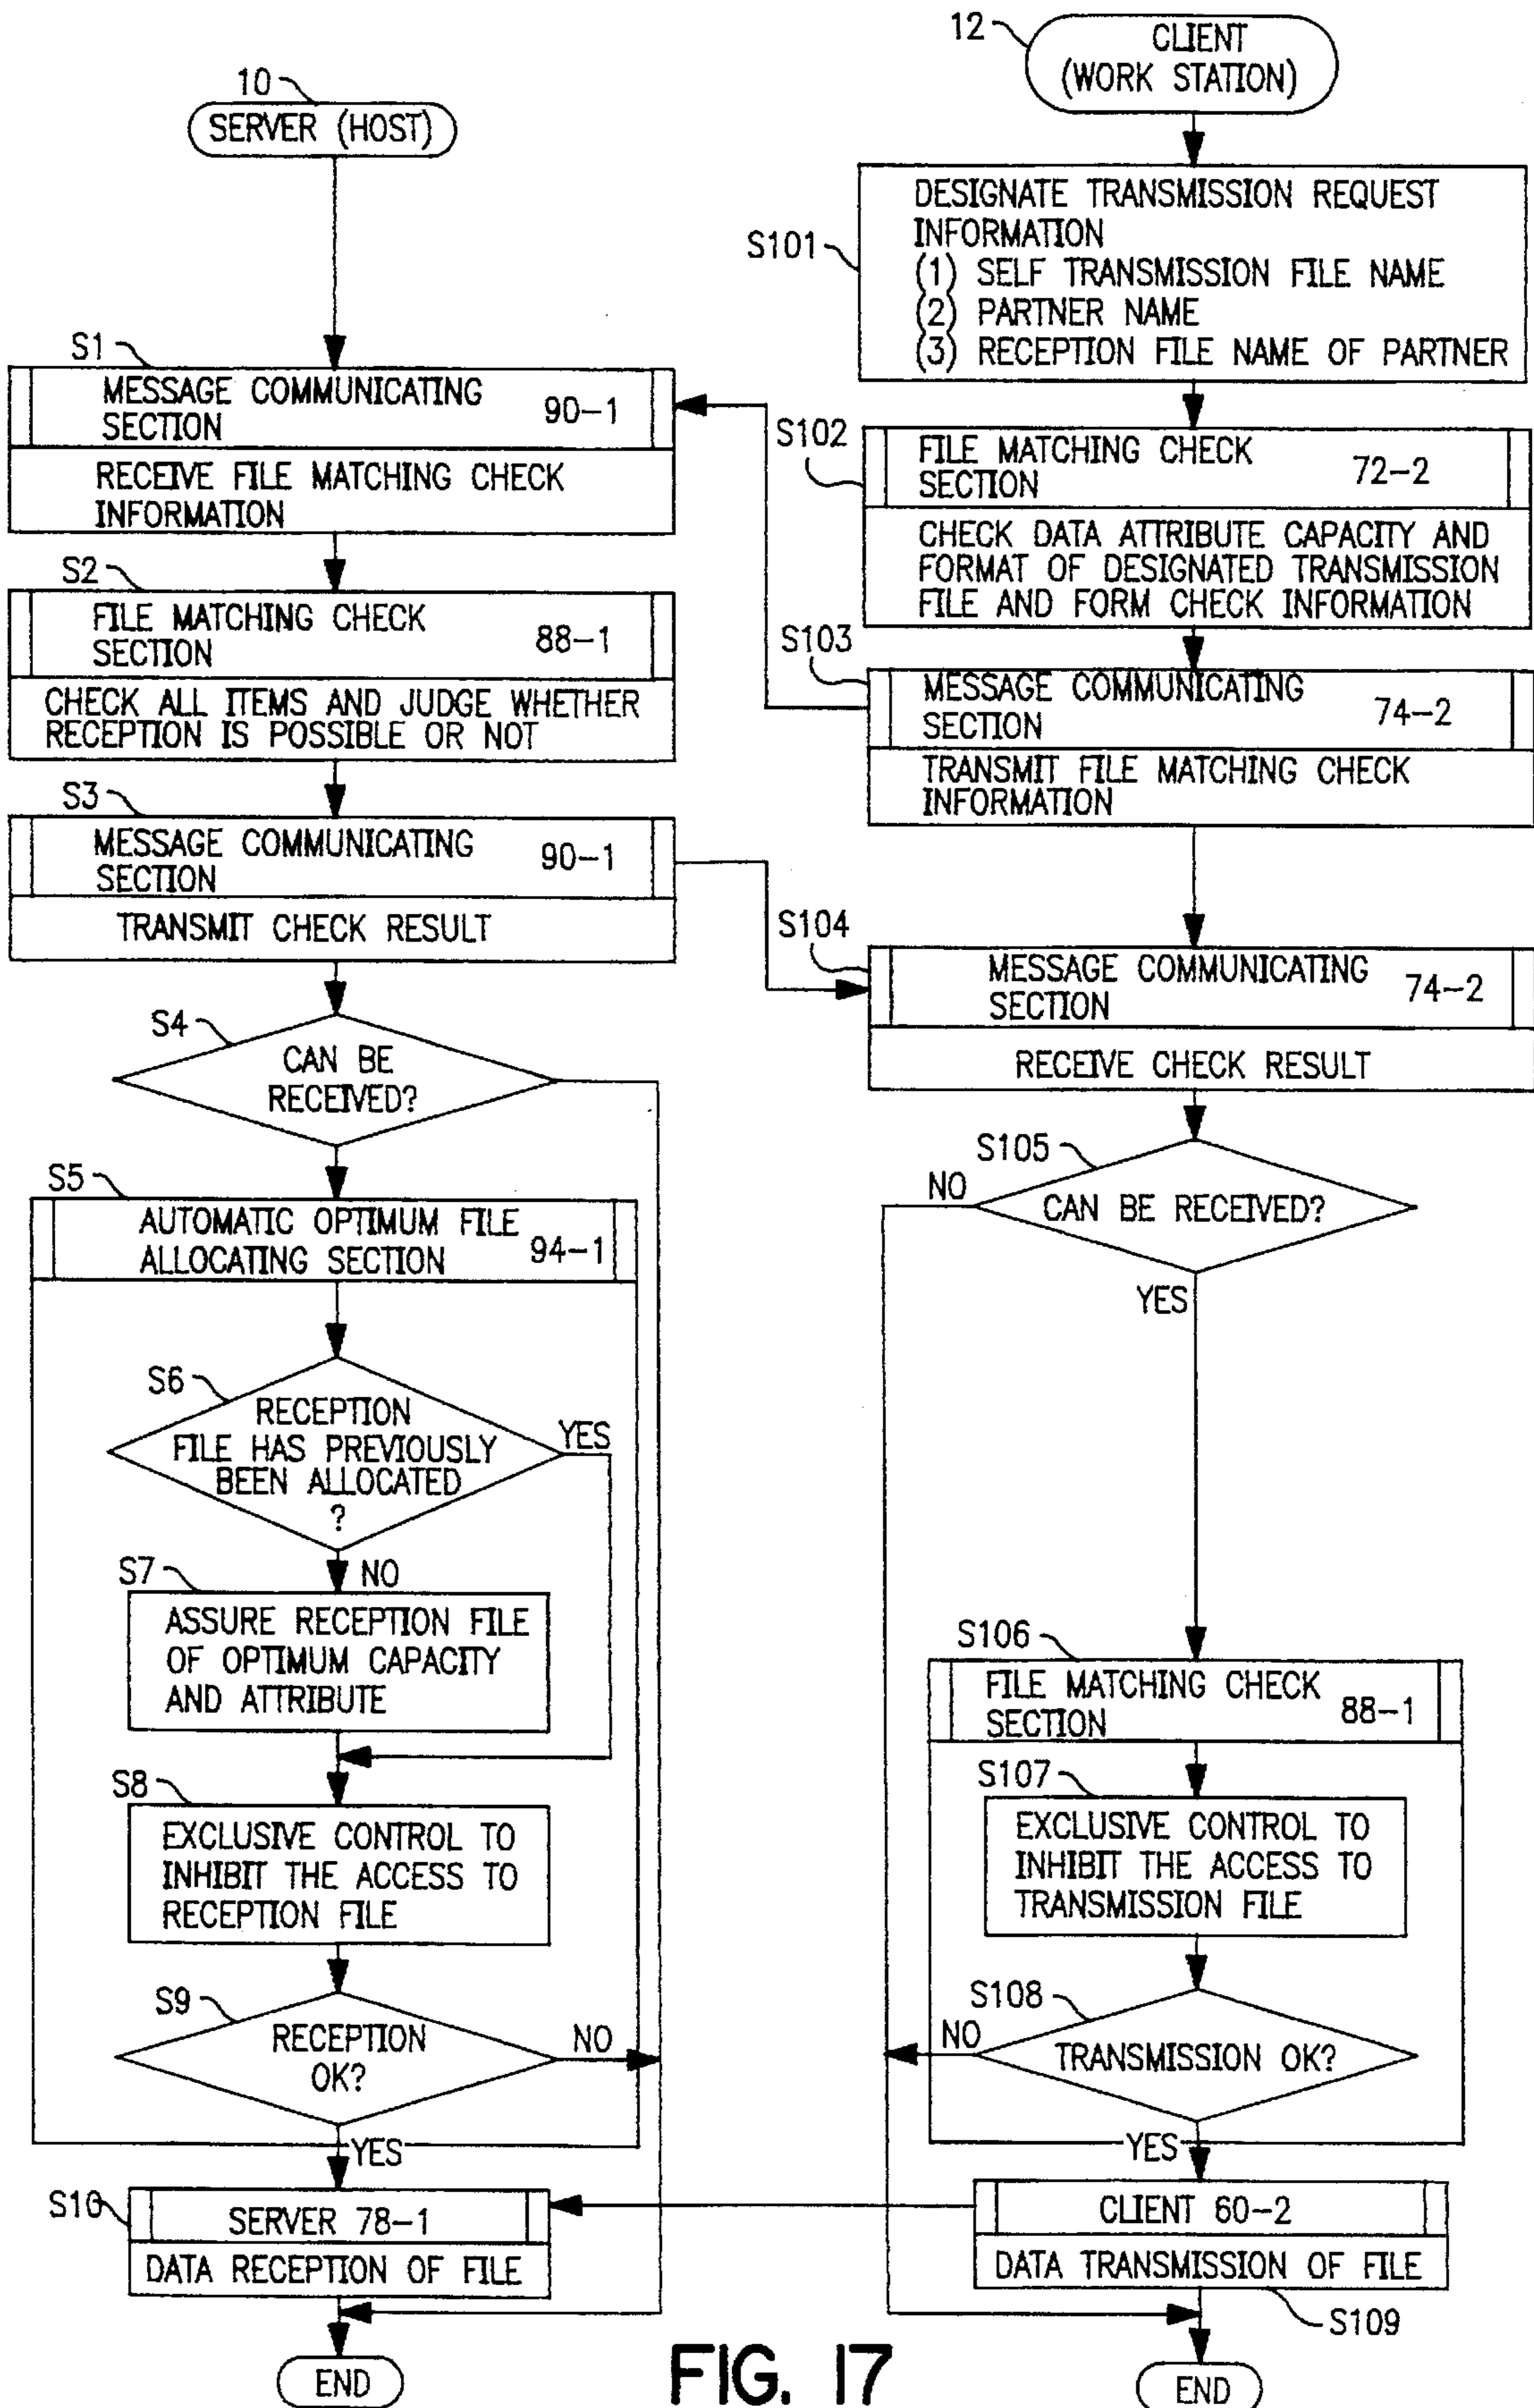 10
SERVER (HOST)
S1
MESSAGE COMMUNICATING
SECTION
90-1
RECEIVE FILE MATCHING CHECK
INFORMATION
S2
FILE MATCHING CHECK
SECTION
88-1
CHECK ALL ITEMS AND JUDGE WHETHER
RECEPTION IS POSSIBLE OR NOT
S3
MESSAGE COMMUNICATING
SECTION
90-1
TRANSMIT CHECK RESULT
S4
CAN BE
RECEIVED?
S5
AUTOMATIC OPTIMUM FILE
ALLOCATING SECTION
94-1
S6
RECEPTION
FILE HAS PREVIOUSLY
BEEN ALLOCATED
?
YES
NO
S7
ASSURE RECEPTION FILE
OF OPTIMUM CAPACITY
AND ATTRIBUTE
S8
EXCLUSIVE CONTROL TO
INHIBIT THE ACCESS TO
RECEPTION FILE
S9
RECEPTION
OK?
NO
YES
S10
SERVER 78-1
DATA RECEPTION OF FILE
END
12
CLIENT
(WORK STATION)
S101
DESIGNATE TRANSMISSION REQUEST
INFORMATION
(1) SELF TRANSMISSION FILE NAME
(2) PARTNER NAME
(3) RECEPTION FILE NAME OF PARTNER
S102
FILE MATCHING CHECK
SECTION
72-2
CHECK DATA ATTRIBUTE CAPACITY AND
FORMAT OF DESIGNATED TRANSMISSION
FILE AND FORM CHECK INFORMATION
S103
MESSAGE COMMUNICATING
SECTION
74-2
TRANSMIT FILE MATCHING CHECK
INFORMATION
S104
MESSAGE COMMUNICATING
SECTION
74-2
RECEIVE CHECK RESULT
S105
NO
CAN BE RECEIVED?
YES
S106
FILE MATCHING CHECK
SECTION
88-1
S107
EXCLUSIVE CONTROL TO
INHIBIT THE ACCESS TO
TRANSMISSION FILE
S108
NO
TRANSMISSION OK?
YES
CLIENT 60-2
DATA TRANSMISSION OF FILE
S109
END
FIG. 17